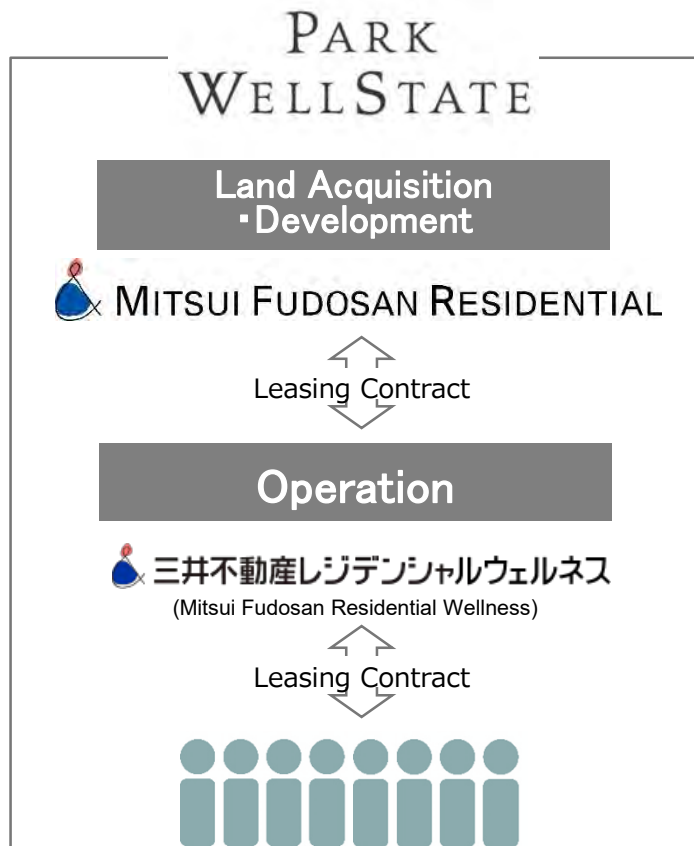 PARK
WELLSTATE
Land Acquisition
・Development
MITSUI FUDOSAN RESIDENTIAL
Leasing Contract
Operation
三井不動産レジデンシャルウェルネス
(Mitsui Fudosan Residential Wellness)
Leasing Contract